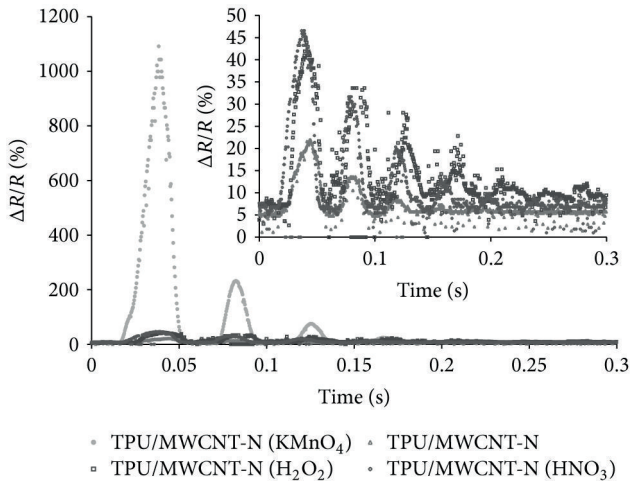 1200
1000
800
600
400
200
0
ΔR/R (%)
0 0.05 0.1 0.15 0.2 0.25 0.3
Time (s)
50
45
40
35
30
25
20
15
10
5
0
ΔR/R (%)
0 0.1 0.2 0.3
Time (s)
TPU/MWCNT-N (KMnO₄) TPU/MWCNT-N
TPU/MWCNT-N (H₂O₂) TPU/MWCNT-N (HNO₃)